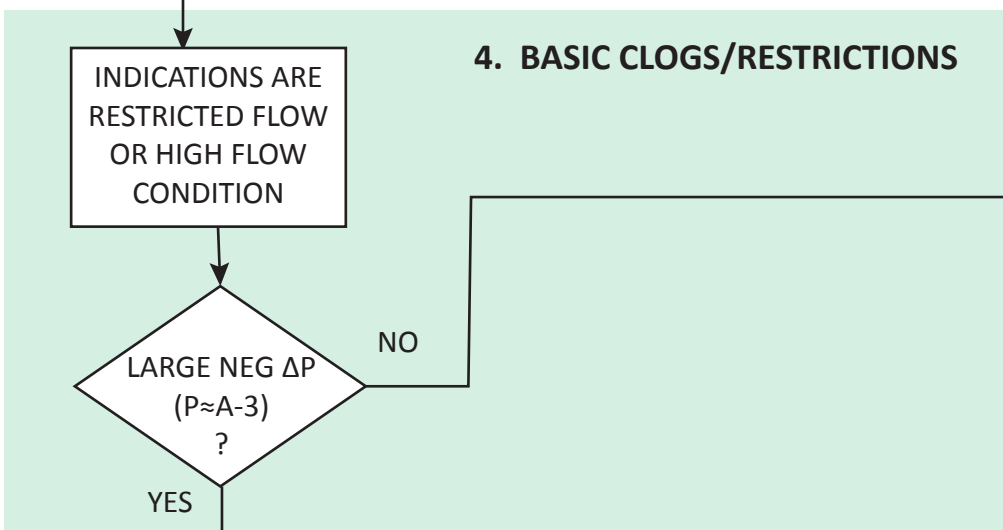 4. BASIC CLOGS/RESTRICTIONS
INDICATIONS ARE
RESTRICTED FLOW
OR HIGH FLOW
CONDITION
LARGE NEG ΔP
(P≈A-3)
?
NO
YES